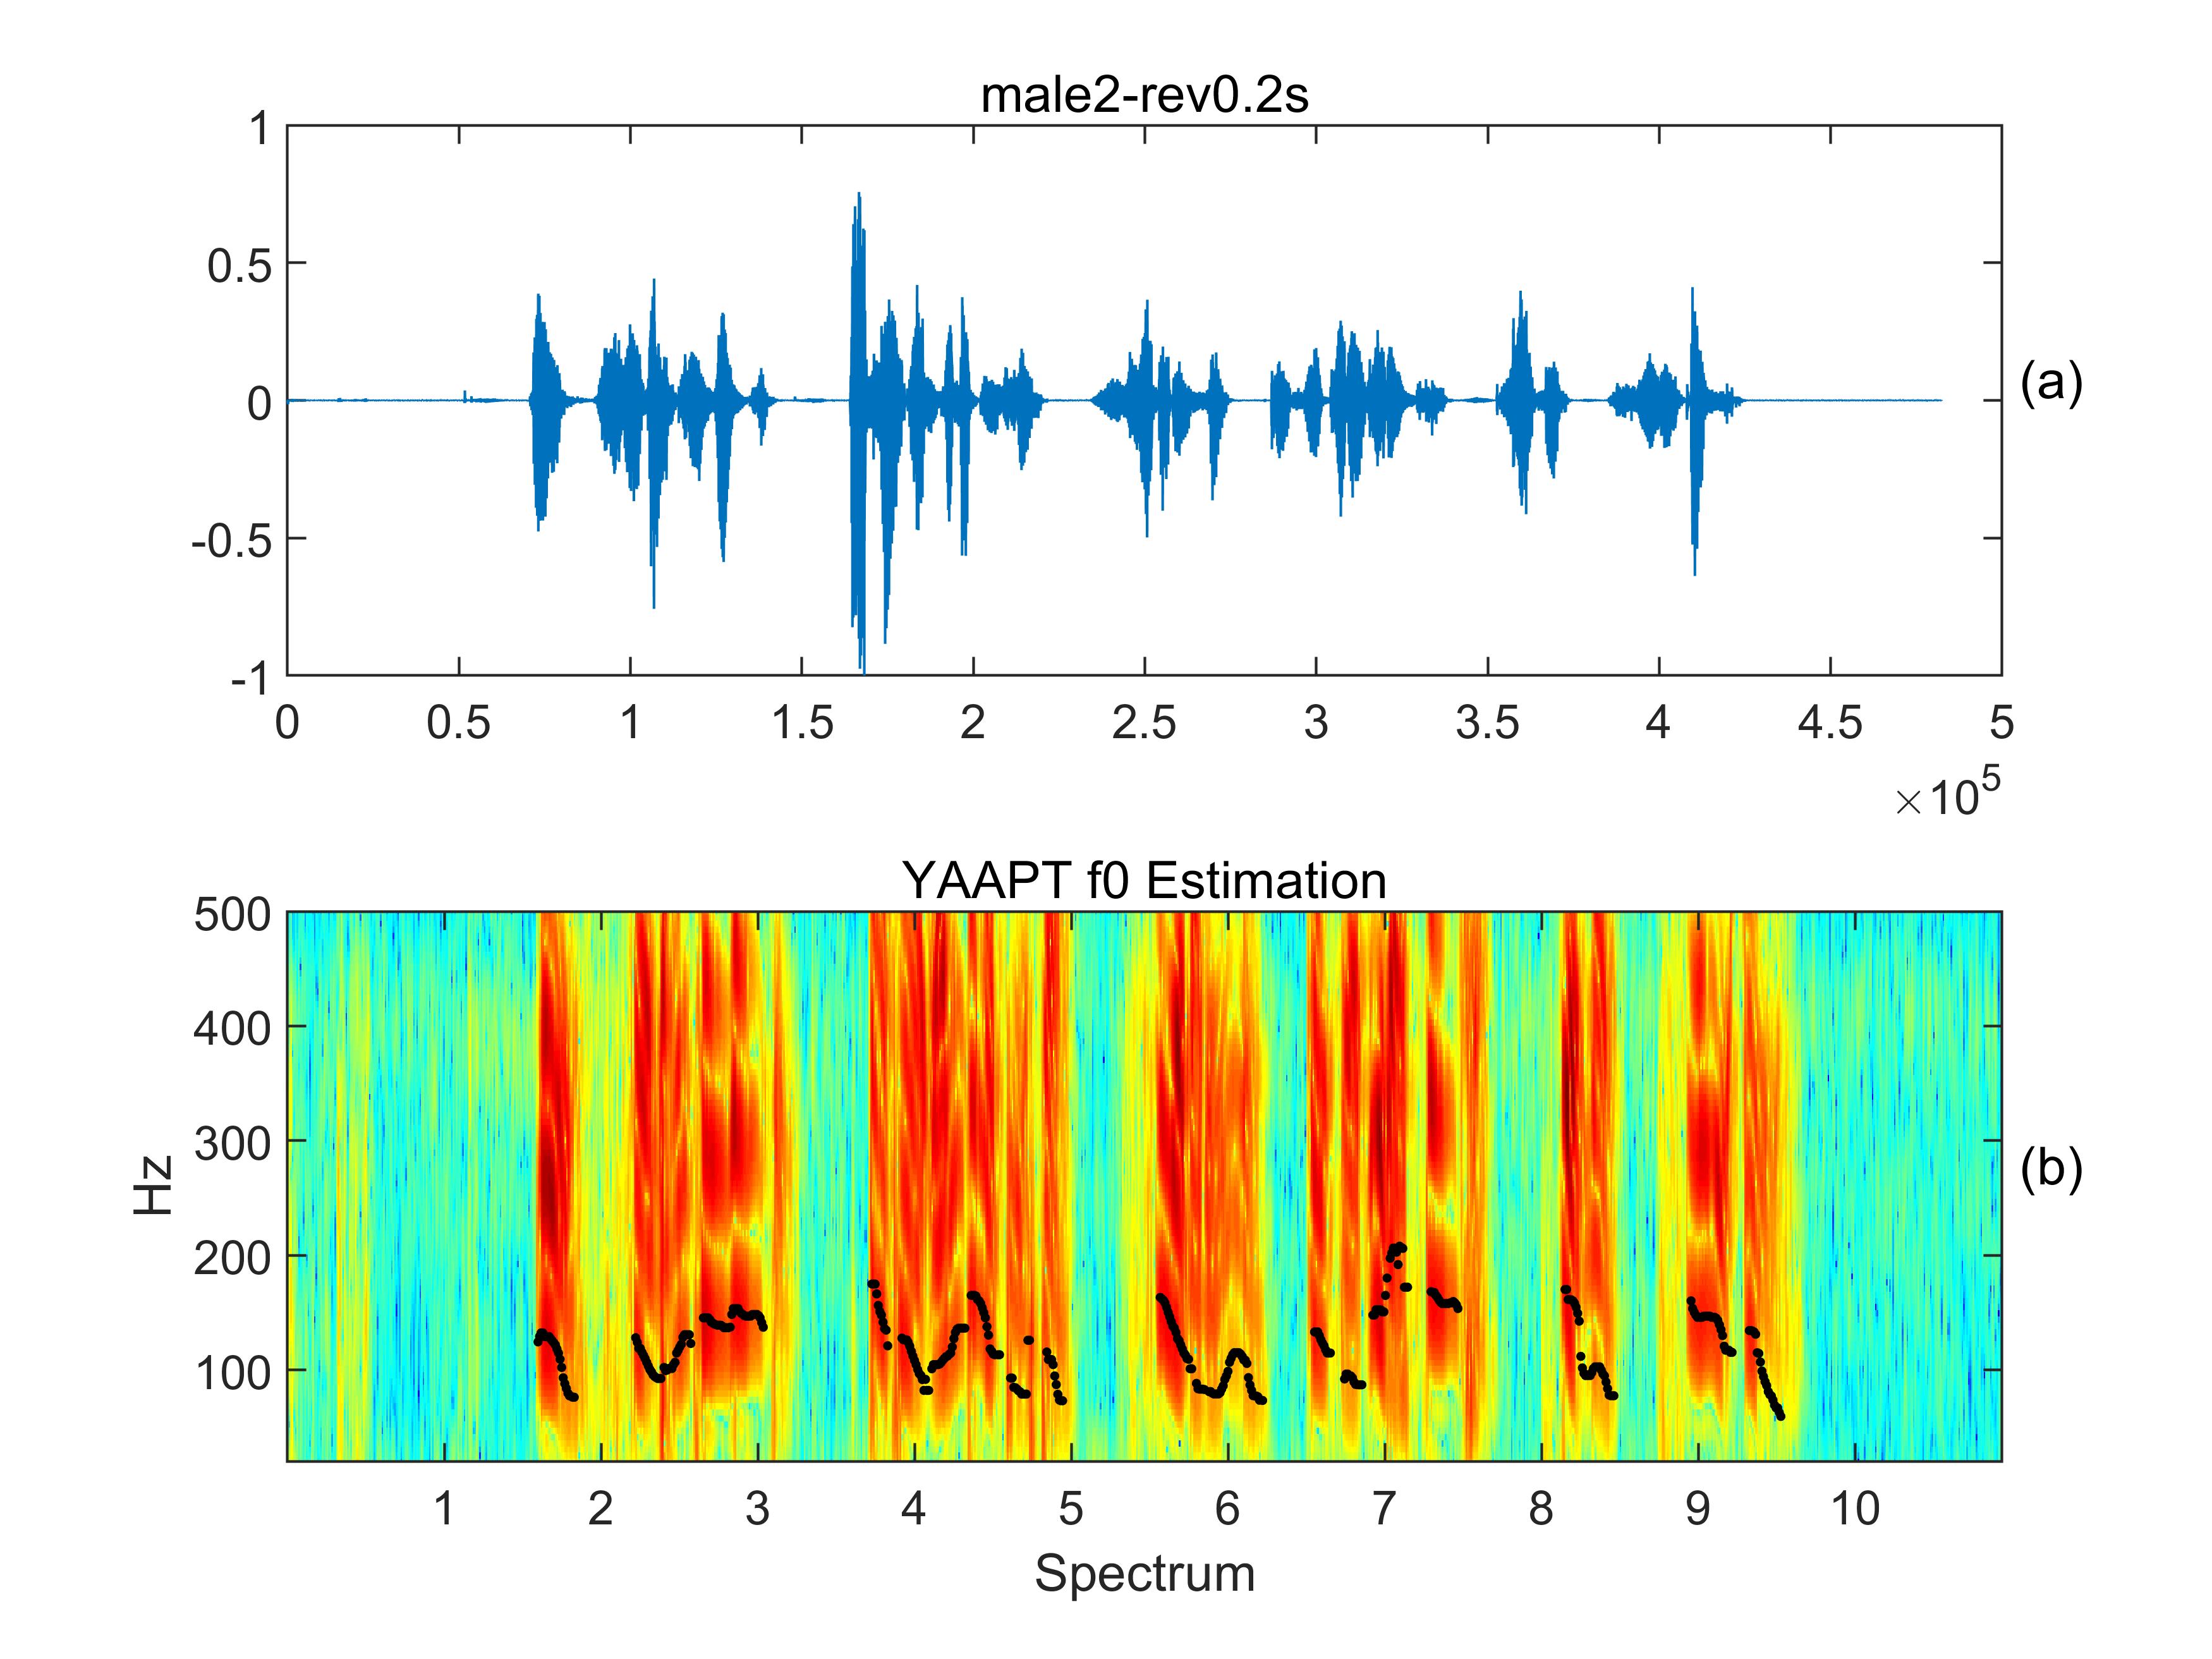 male2-rev0.2s
1
0.5
0
-0.5
-1
(a)
0 0.5 1 1.5 2 2.5 3 3.5 4 4.5 5
×10^5
YAAPT f0 Estimation
500
400
300
200
100
Hz
(b)
1 2 3 4 5 6 7 8 9 10
Spectrum